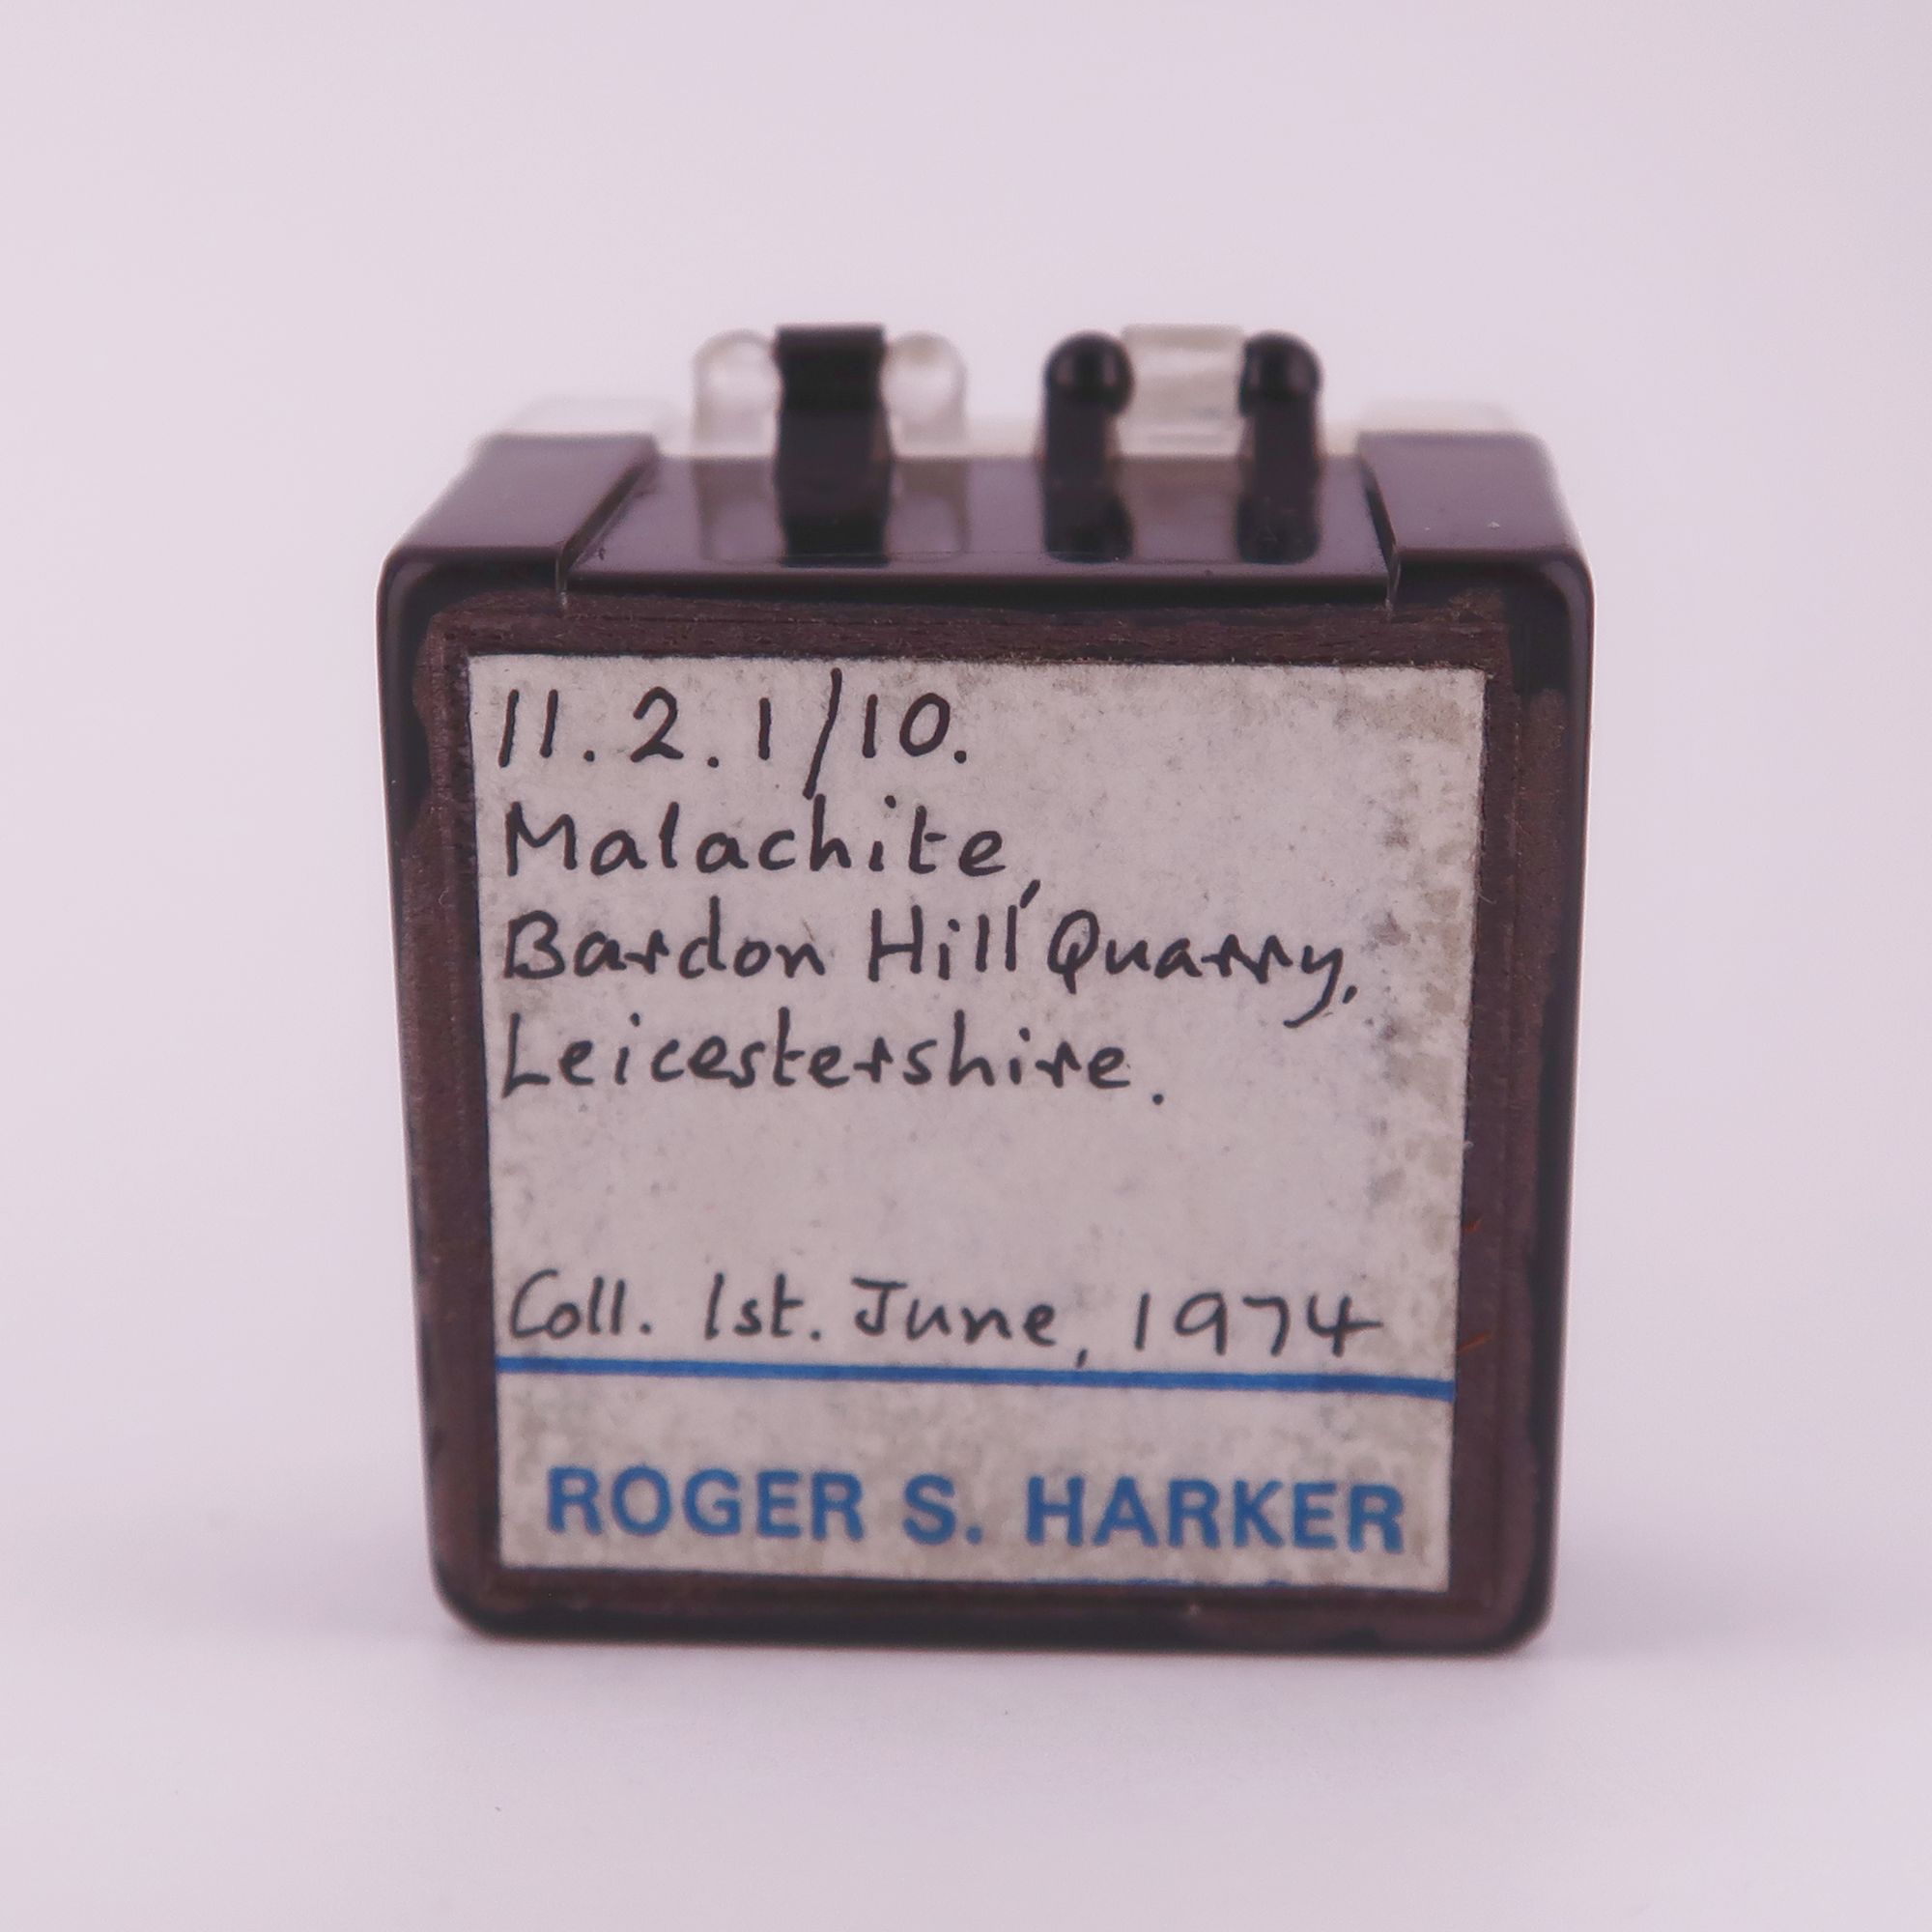 11.2.1/10.
Malachite,
Bardon Hill Quarry,
Leicestershire.
Coll. 1st. June, 1974
ROGER S. HARKER